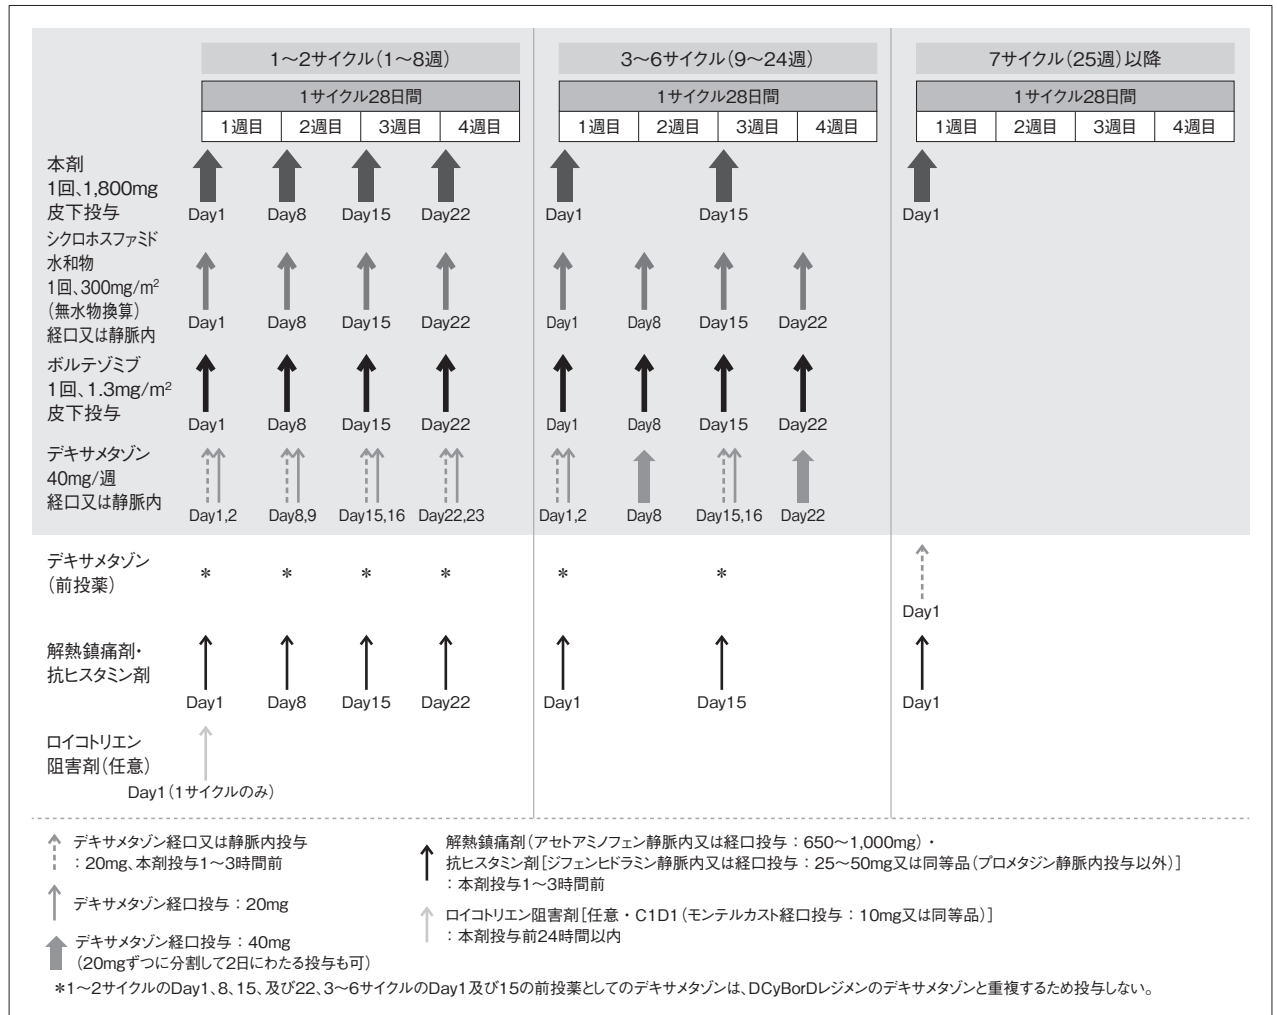 1～2サイクル（1～8週）
3～6サイクル（9～24週）
7サイクル（25週）以降
1サイクル28日間
1サイクル28日間
1サイクル28日間
1週目 2週目 3週目 4週目
1週目 2週目 3週目 4週目
1週目 2週目 3週目 4週目
本剤
1回、1,800mg
皮下投与
Day1 Day8 Day15 Day22 Day1 Day15 Day1
シクロホスファミド
水和物
1回、300mg/m²
（無水物換算）
経口又は静脈内
Day1 Day8 Day15 Day22 Day1 Day8 Day15 Day22
ボルテゾミブ
1回、1.3mg/m²
皮下投与
Day1 Day8 Day15 Day22 Day1 Day8 Day15 Day22
デキサメタゾン
40mg/週
経口又は静脈内
Day1,2 Day8,9 Day15,16 Day22,23 Day1,2 Day8 Day15,16 Day22
デキサメタゾン
（前投薬）
＊ ＊ ＊ ＊ ＊ ＊
Day1
解熱鎮痛剤・
抗ヒスタミン剤
Day1 Day8 Day15 Day22 Day1 Day15 Day1
ロイコトリエン
阻害剤（任意）
Day1（1サイクルのみ）
デキサメタゾン経口又は静脈内投与
：20mg、本剤投与1～3時間前
デキサメタゾン経口投与：20mg
デキサメタゾン経口投与：40mg
（20mgずつに分割して2日にわたる投与も可）
解熱鎮痛剤（アセトアミノフェン静脈内又は経口投与：650～1,000mg）・
抗ヒスタミン剤［ジフェンヒドラミン静脈内又は経口投与：25～50mg又は同等品（プロメタジン静脈内投与以外）］
：本剤投与1～3時間前
ロイコトリエン阻害剤［任意・C1D1（モンテルカスト経口投与：10mg又は同等品）］
：本剤投与前24時間以内
＊1～2サイクルのDay1、8、15、及び22、3～6サイクルのDay1及び15の前投薬としてのデキサメタゾンは、DCyBorDレジメンのデキサメタゾンと重複するため投与しない。